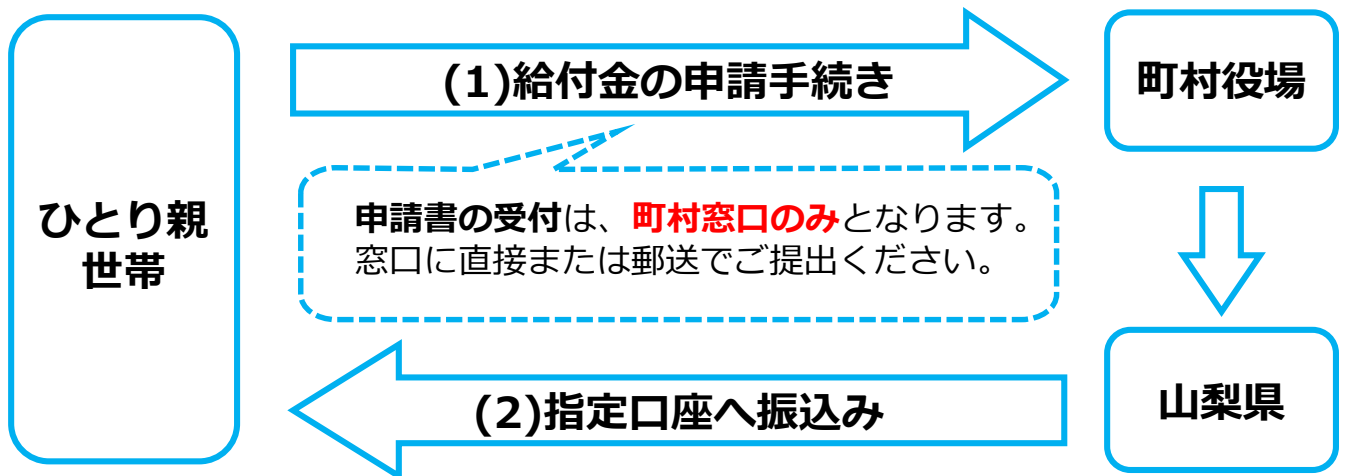 (1)給付金の申請手続き
町村役場
ひとり親
世帯
申請書の受付は、町村窓口のみとなります。
窓口に直接または郵送でご提出ください。
(2)指定口座へ振込み
山梨県